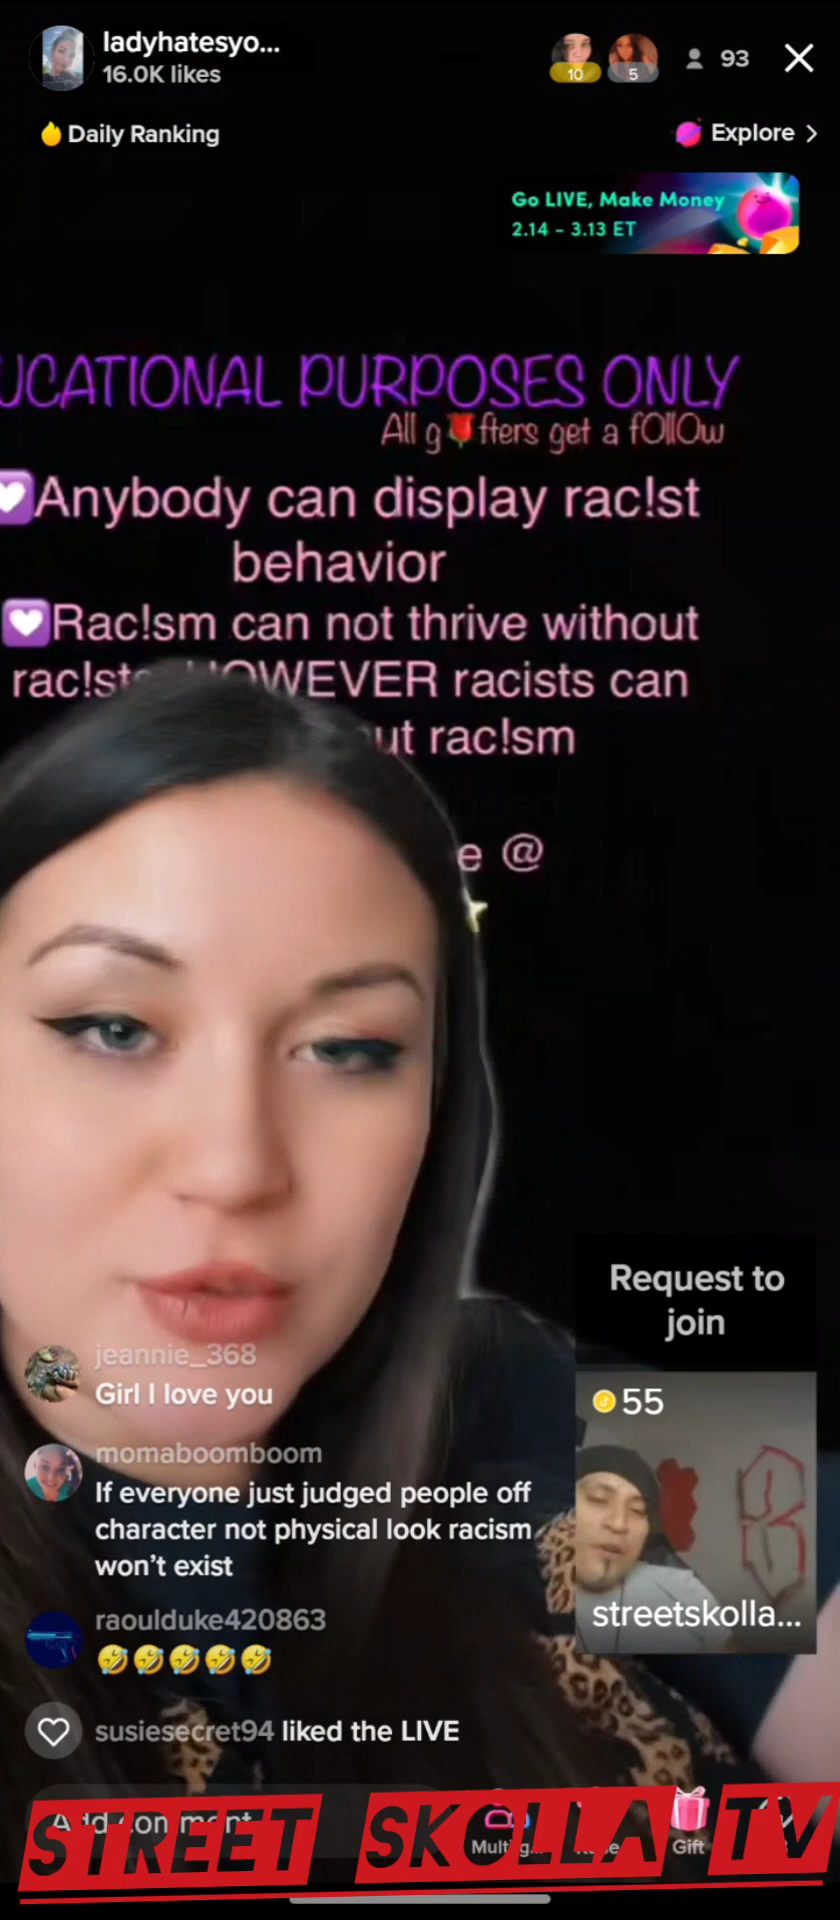 ladyhatesyo...
16.0K likes
10
5
93
Daily Ranking
Explore >
Go LIVE, Make Money
2.14 – 3.13 ET
UCATIONAL PURPOSES ONLY
All g🌹fters get a fOllOw
💜Anybody can display rac!st
behavior
💜Rac!sm can not thrive without
rac!sts HOWEVER racists can
ut rac!sm
e @
Request to
join
55
jeannie_368
Girl I love you
momaboomboom
If everyone just judged people off
character not physical look racism
won't exist
streetskolla...
raoulduke420863
🤣🤣🤣🤣🤣
susiesecret94 liked the LIVE
Add comment
Gift
STREET SKOLLA TV